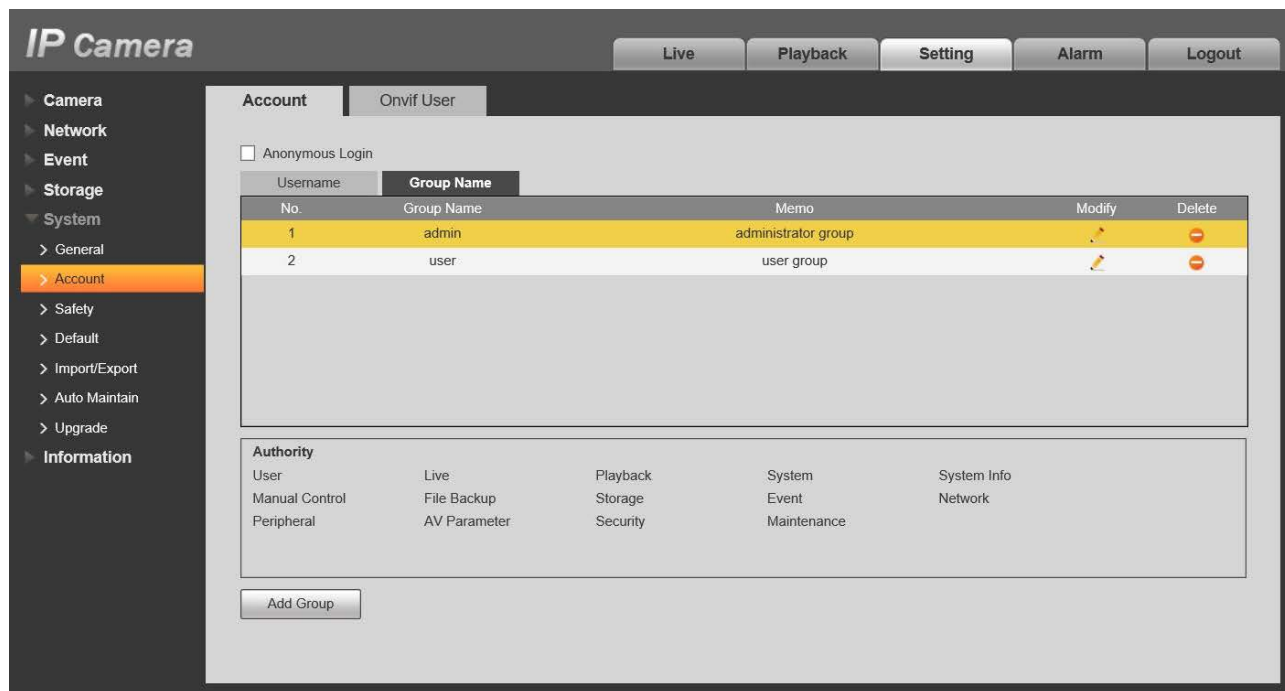 IP Camera
Live Playback Setting Alarm Logout
Camera
Network
Event
Storage
System
General
Account
Safety
Default
Import/Export
Auto Maintain
Upgrade
Information
Account Onvif User
Anonymous Login
Username Group Name
No. Group Name Memo Modify Delete
1 admin administrator group
2 user user group
Authority
User Live Playback System System Info
Manual Control File Backup Storage Event Network
Peripheral AV Parameter Security Maintenance
Add Group